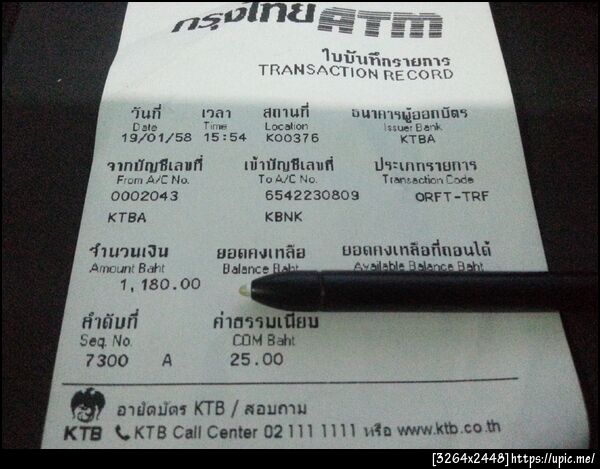 กรุงไทย ATM
ใบบันทึกรายการ
TRANSACTION RECORD
วันที่ เวลา สถานที่ ธนาคารผู้ออกบัตร
Date Time Location Issuer Bank
19/01/58 15:54 K00376 KTBA
จากบัญชีเลขที่ เข้าบัญชีเลขที่ ประเภทรายการ
From A/C No. To A/C No. Transaction Code
0002043 6542230809 ORFT-TRF
KTBA KBNK
จำนวนเงิน ยอดคงเหลือ ยอดคงเหลือที่ถอนได้
Amount Baht Balance Baht Available Balance Baht
1,180.00
ลำดับที่ ค่าธรรมเนียม
Seq. No. COM Baht
7300 A 25.00
อายัดบัตร KTB / สอบถาม
KTB KTB Call Center 02 111 1111 หรือ www.ktb.co.th
[3264x2448]https://upic.me/